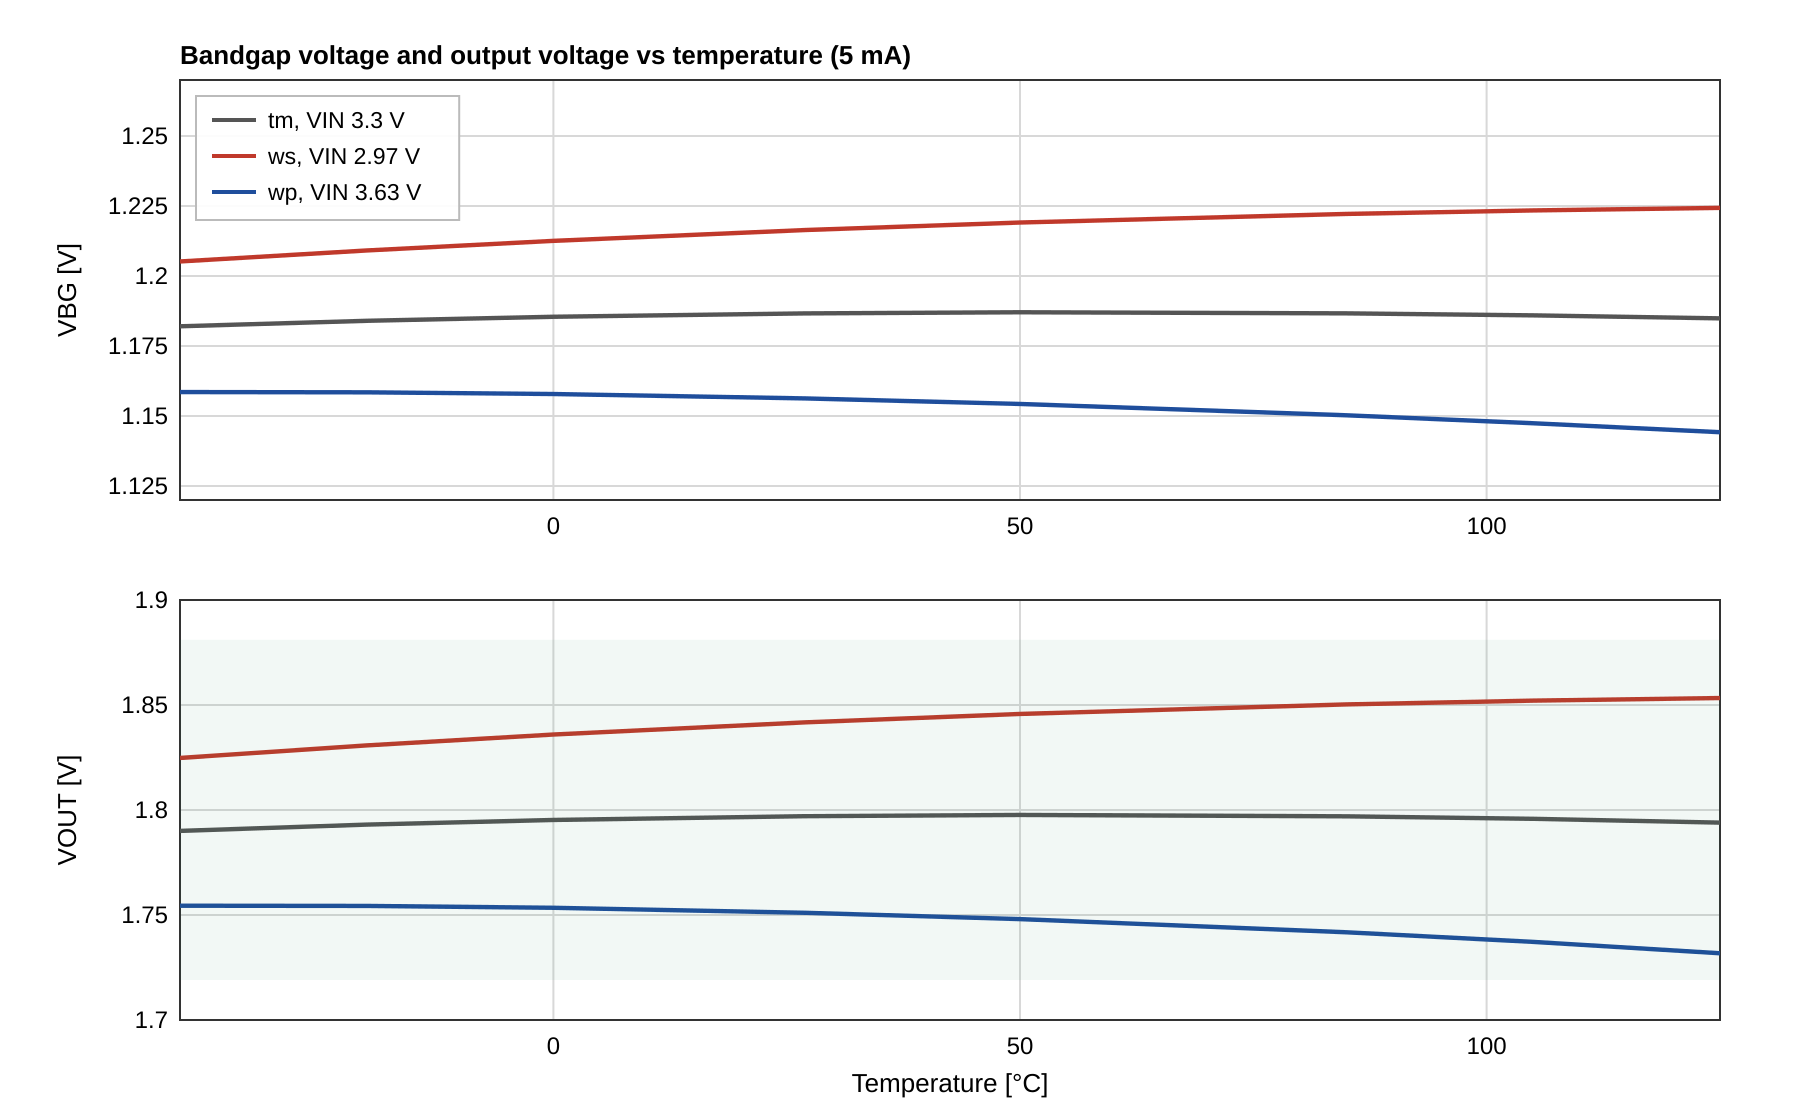 Bandgap voltage and output voltage vs temperature (5 mA)
tm, VIN 3.3 V
ws, VIN 2.97 V
wp, VIN 3.63 V
VBG [V]
1.25
1.225
1.2
1.175
1.15
1.125
0 50 100
VOUT [V]
1.9
1.85
1.8
1.75
1.7
0 50 100
Temperature [°C]